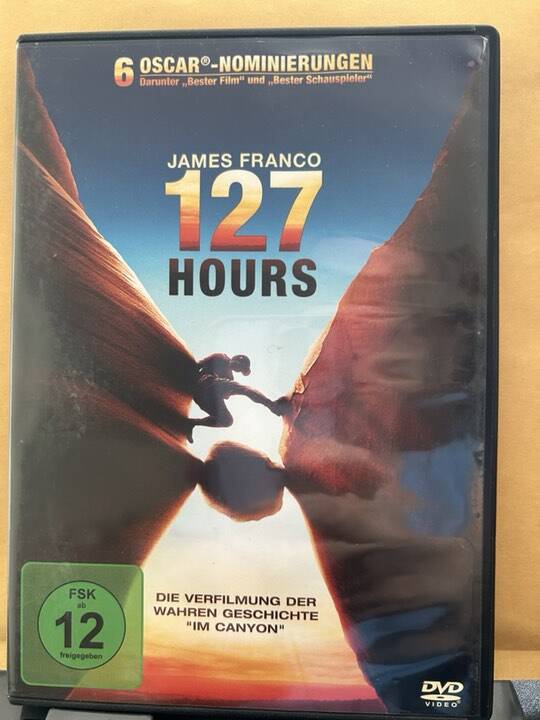 6 OSCAR®-NOMINIERUNGEN
Darunter „Bester Film“ und „Bester Schauspieler“
JAMES FRANCO
127
HOURS
DIE VERFILMUNG DER
WAHREN GESCHICHTE
"IM CANYON"
FSK
ab
12
freigegeben
DVD
VIDEO